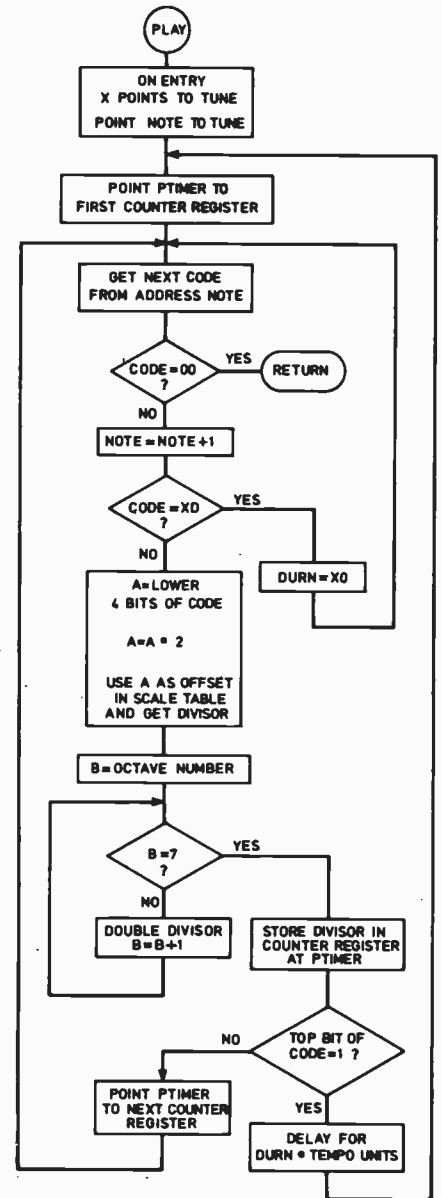 PLAY
ON ENTRY
X POINTS TO TUNE
POINT NOTE TO TUNE
POINT PTIMER TO
FIRST COUNTER REGISTER
GET NEXT CODE
FROM ADDRESS NOTE
CODE=00
?
YES
RETURN
NO
NOTE=NOTE+1
CODE=XD
?
YES
DURN=X0
NO
A=LOWER
4 BITS OF CODE
A=A * 2
USE A AS OFFSET
IN SCALE TABLE
AND GET DIVISOR
B=OCTAVE NUMBER
B=7
?
YES
NO
DOUBLE DIVISOR
B=B+1
STORE DIVISOR IN
COUNTER REGISTER
AT PTIMER
TOP BIT OF
CODE=1 ?
NO
POINT PTIMER
TO NEXT COUNTER
REGISTER
YES
DELAY FOR
DURN * TEMPO UNITS